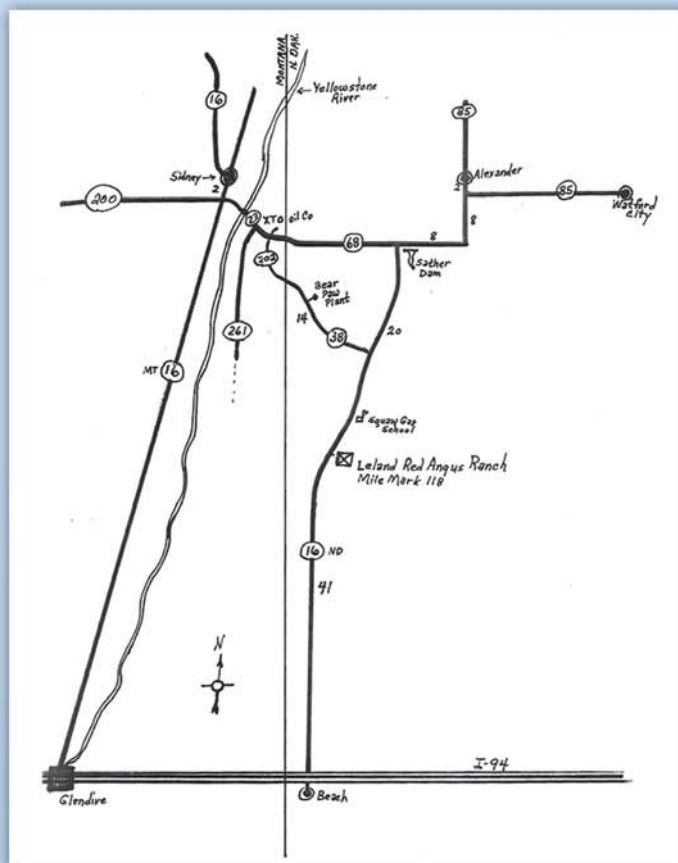 MONTANA
N. DAK.
Yellowstone
River
16
85
Sidney
Alexander
2
2
200
85
Watford
City
23
XTO oil Co
8
68
8
202
Sather
Dam
Bear
Paw
Plant
14
20
261
38
MT 16
Squaw Gap
School
Leland Red Angus Ranch
Mile Mark 118
16 ND
41
N
I-94
Glendive
Beach